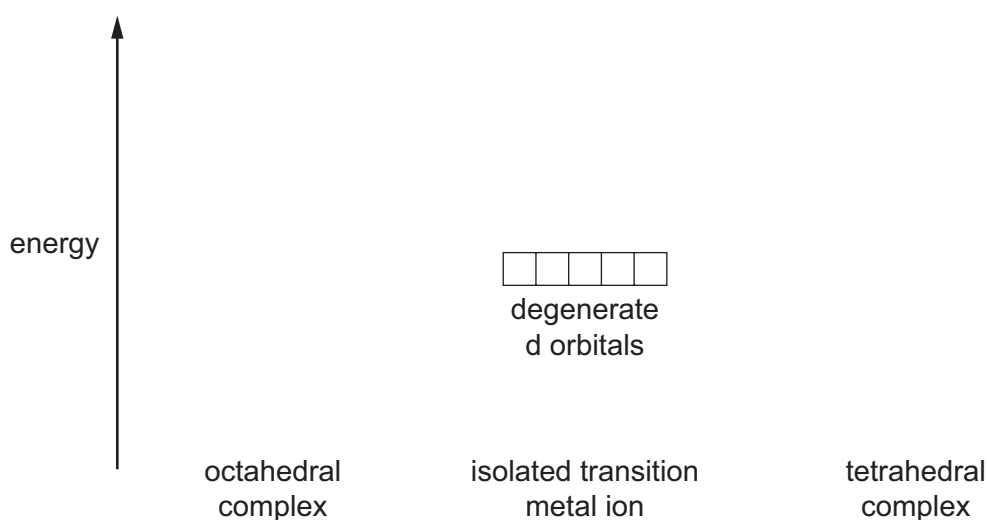 energy
degenerate
d orbitals
octahedral
complex
isolated transition
metal ion
tetrahedral
complex